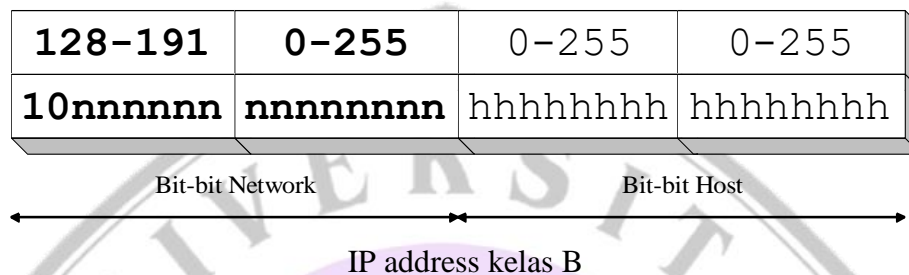 128-191 0-255 0-255 0-255
10nnnnnn nnnnnnnn hhhhhhhh hhhhhhhh
Bit-bit Network Bit-bit Host
IP address kelas B
IVERSIT